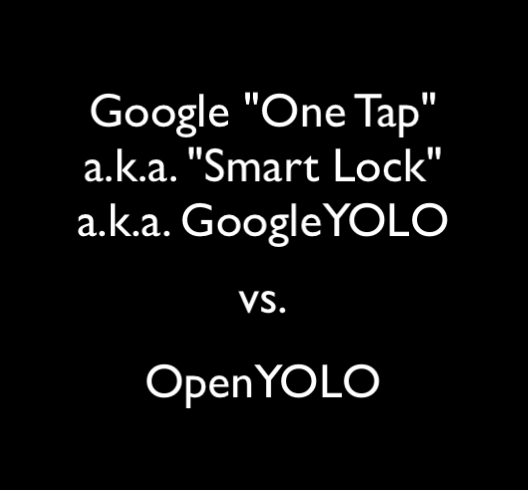 Google "One Tap"
a.k.a. "Smart Lock"
a.k.a. GoogleYOLO
vs.
OpenYOLO